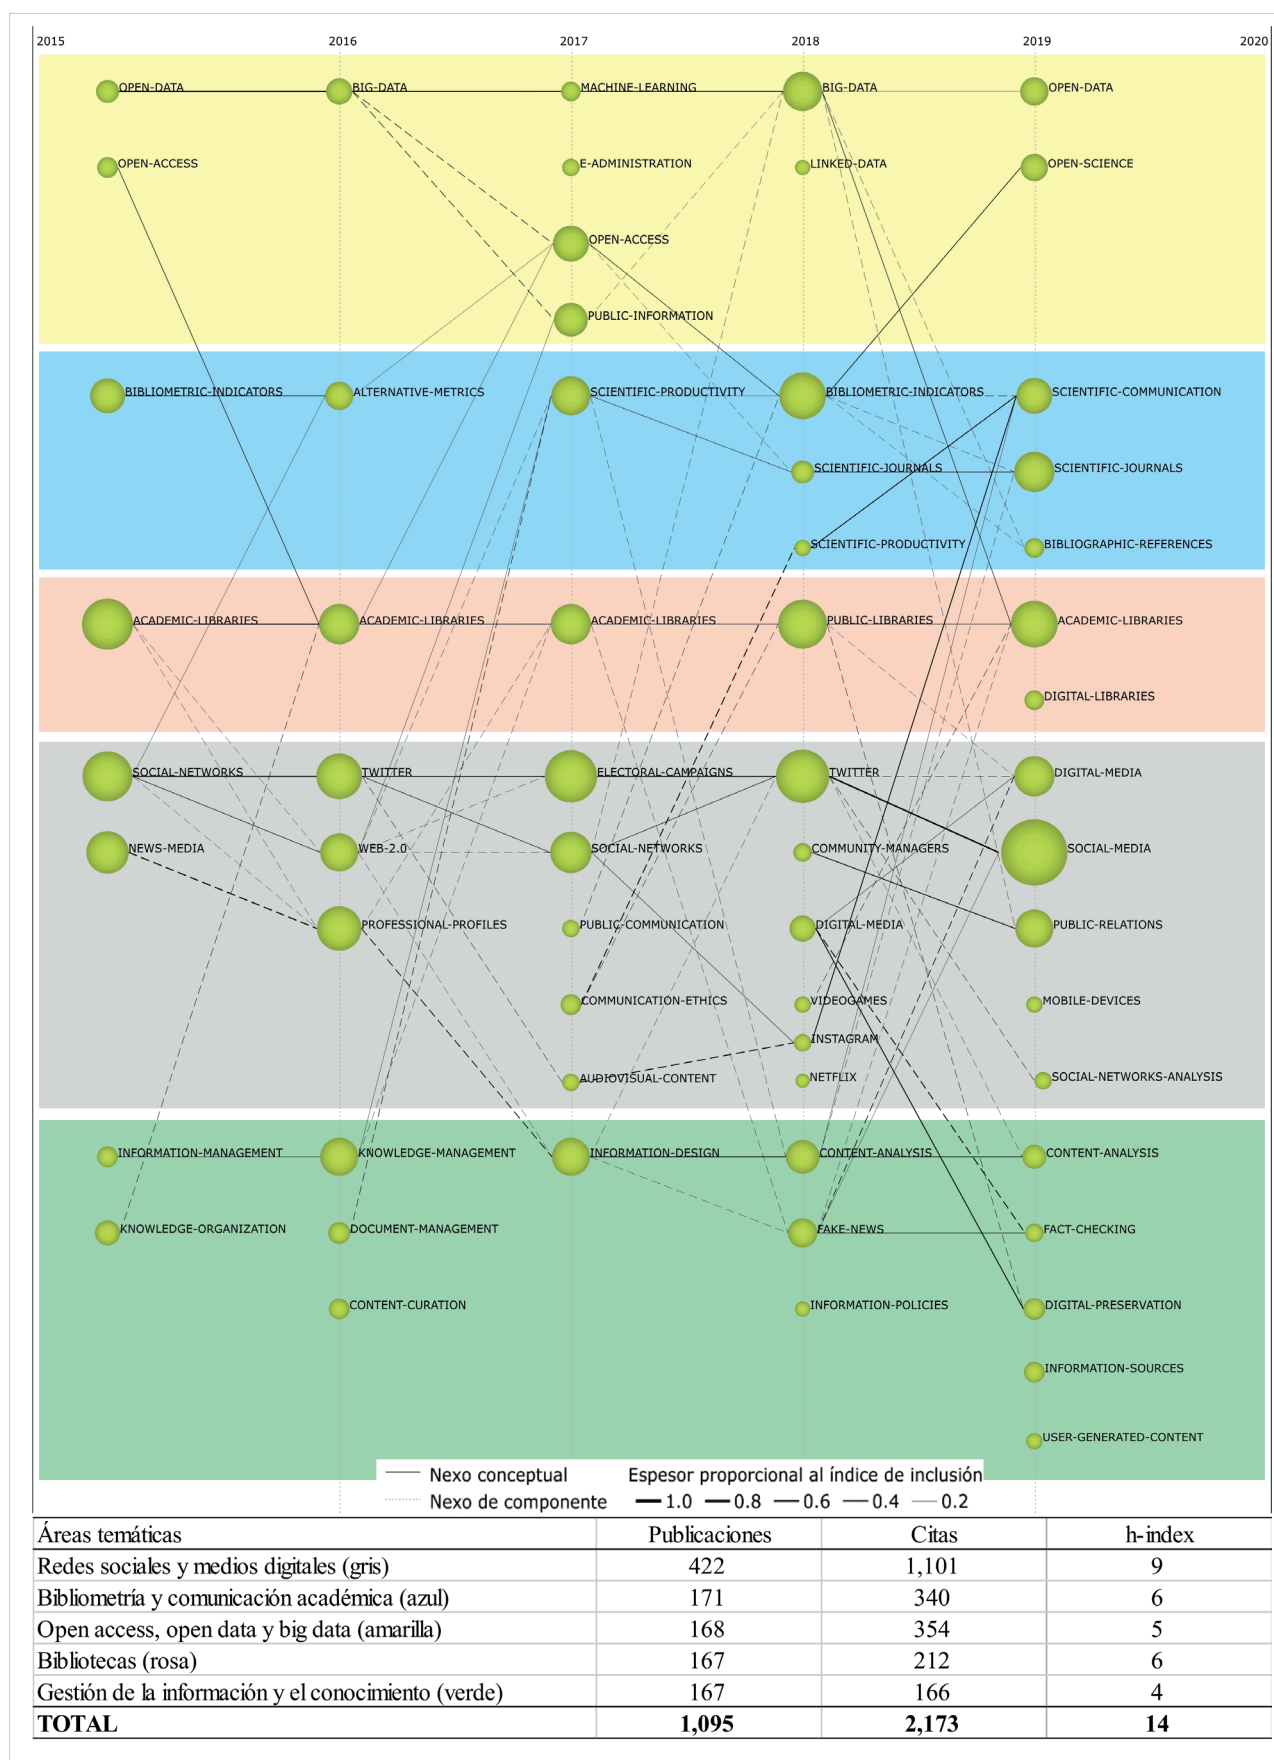 2015 2016 2017 2018 2019 2020
OPEN-DATA BIG-DATA MACHINE-LEARNING BIG-DATA OPEN-DATA
OPEN-ACCESS E-ADMINISTRATION LINKED-DATA OPEN-SCIENCE
OPEN-ACCESS
PUBLIC-INFORMATION
BIBLIOMETRIC-INDICATORS ALTERNATIVE-METRICS SCIENTIFIC-PRODUCTIVITY BIBLIOMETRIC-INDICATORS SCIENTIFIC-COMMUNICATION
SCIENTIFIC-JOURNALS SCIENTIFIC-JOURNALS
SCIENTIFIC-PRODUCTIVITY BIBLIOGRAPHIC-REFERENCES
ACADEMIC-LIBRARIES ACADEMIC-LIBRARIES ACADEMIC-LIBRARIES PUBLIC-LIBRARIES ACADEMIC-LIBRARIES
DIGITAL-LIBRARIES
SOCIAL-NETWORKS TWITTER ELECTORAL-CAMPAIGNS TWITTER DIGITAL-MEDIA
NEWS-MEDIA WEB-2.0 SOCIAL-NETWORKS COMMUNITY-MANAGERS SOCIAL-MEDIA
PROFESSIONAL-PROFILES PUBLIC-COMMUNICATION DIGITAL-MEDIA PUBLIC-RELATIONS
COMMUNICATION-ETHICS VIDEOGAMES MOBILE-DEVICES
INSTAGRAM
AUDIOVISUAL-CONTENT NETFLIX SOCIAL-NETWORKS-ANALYSIS
INFORMATION-MANAGEMENT KNOWLEDGE-MANAGEMENT INFORMATION-DESIGN CONTENT-ANALYSIS CONTENT-ANALYSIS
KNOWLEDGE-ORGANIZATION DOCUMENT-MANAGEMENT FAKE-NEWS FACT-CHECKING
CONTENT-CURATION INFORMATION-POLICIES DIGITAL-PRESERVATION
INFORMATION-SOURCES
USER-GENERATED-CONTENT
Nexo conceptual Espesor proporcional al índice de inclusión
Nexo de componente 1.0 0.8 0.6 0.4 0.2
Áreas temáticas Publicaciones Citas h-index
Redes sociales y medios digitales (gris) 422 1,101 9
Bibliometría y comunicación académica (azul) 171 340 6
Open access, open data y big data (amarilla) 168 354 5
Bibliotecas (rosa) 167 212 6
Gestión de la información y el conocimiento (verde) 167 166 4
TOTAL 1,095 2,173 14